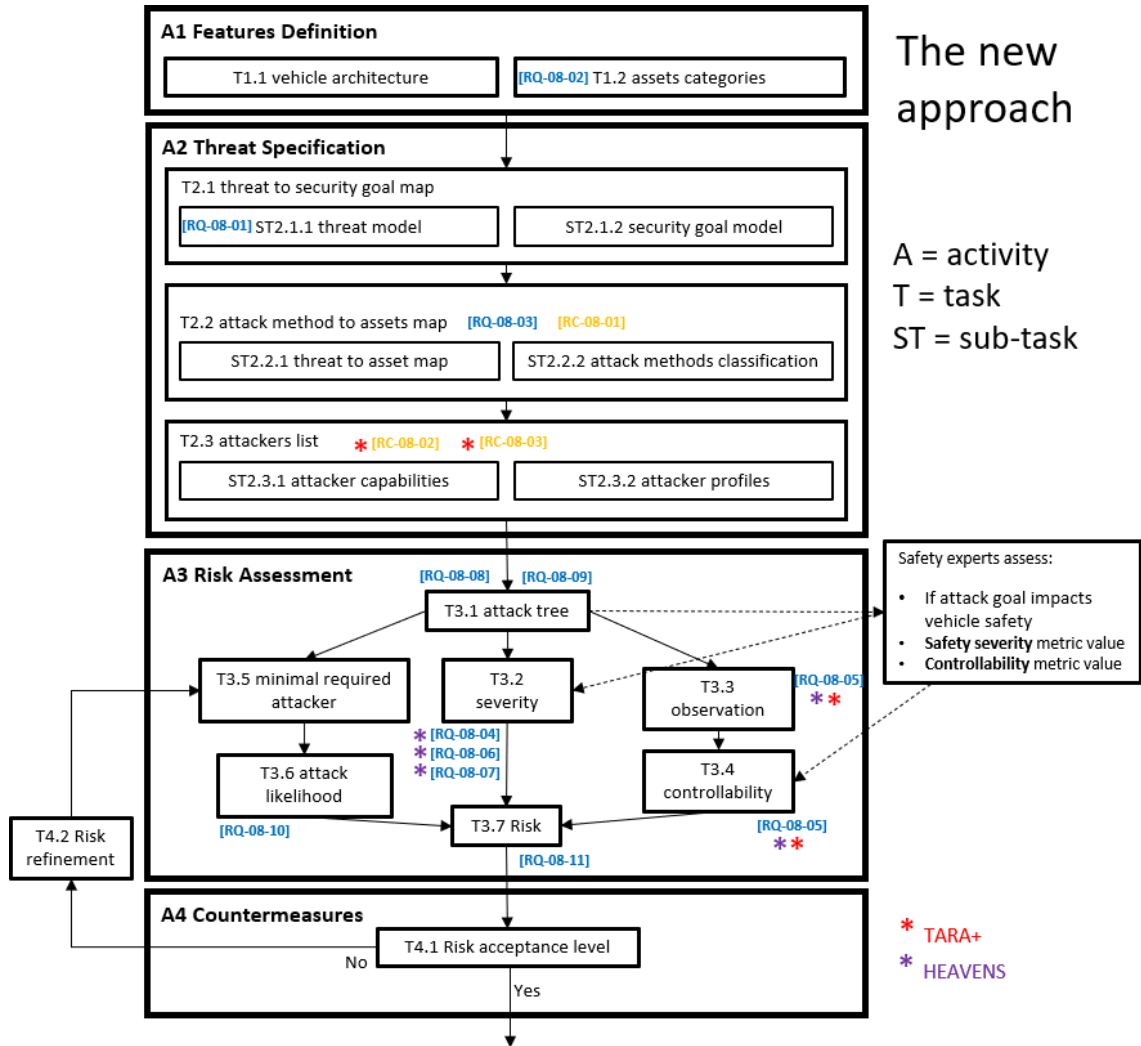 The new
approach
A = activity
T = task
ST = sub-task
A1 Features Definition
T1.1 vehicle architecture
[RQ-08-02] T1.2 assets categories
A2 Threat Specification
T2.1 threat to security goal map
[RQ-08-01] ST2.1.1 threat model
ST2.1.2 security goal model
T2.2 attack method to assets map [RQ-08-03] [RC-08-01]
ST2.2.1 threat to asset map
ST2.2.2 attack methods classification
T2.3 attackers list * [RC-08-02] * [RC-08-03]
ST2.3.1 attacker capabilities
ST2.3.2 attacker profiles
A3 Risk Assessment
[RQ-08-08] [RQ-08-09]
T3.1 attack tree
Safety experts assess:
• If attack goal impacts
vehicle safety
• Safety severity metric value
• Controllability metric value
T3.5 minimal required
attacker
T3.2
severity
T3.3
observation
[RQ-08-05]
* *
* [RQ-08-04]
* [RQ-08-06]
* [RQ-08-07]
T3.6 attack
likelihood
T3.4
controllability
[RQ-08-10]
T3.7 Risk
[RQ-08-05]
* *
[RQ-08-11]
T4.2 Risk
refinement
A4 Countermeasures
T4.1 Risk acceptance level
No
Yes
* TARA+
* HEAVENS